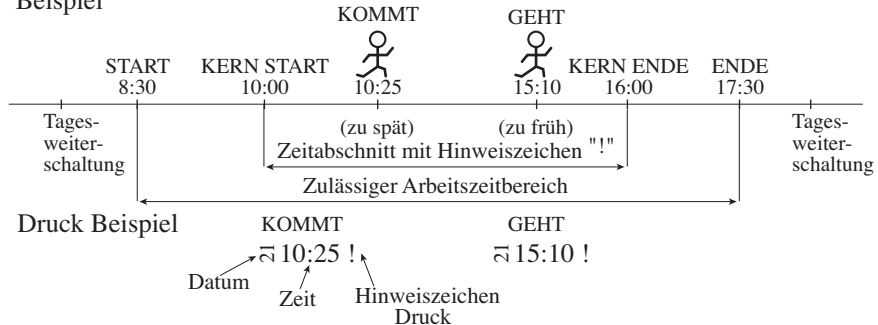 Beispiel
KOMMT GEHT
START KERN START KERN ENDE ENDE
8:30 10:00 10:25 15:10 16:00 17:30
Tages- (zu spät) (zu früh) Tages-
weiter- Zeitabschnitt mit Hinweiszeichen "!" weiter-
schaltung schaltung
Zulässiger Arbeitszeitbereich
Druck Beispiel KOMMT GEHT
21 10:25 ! 21 15:10 !
Datum Zeit Hinweiszeichen
Druck